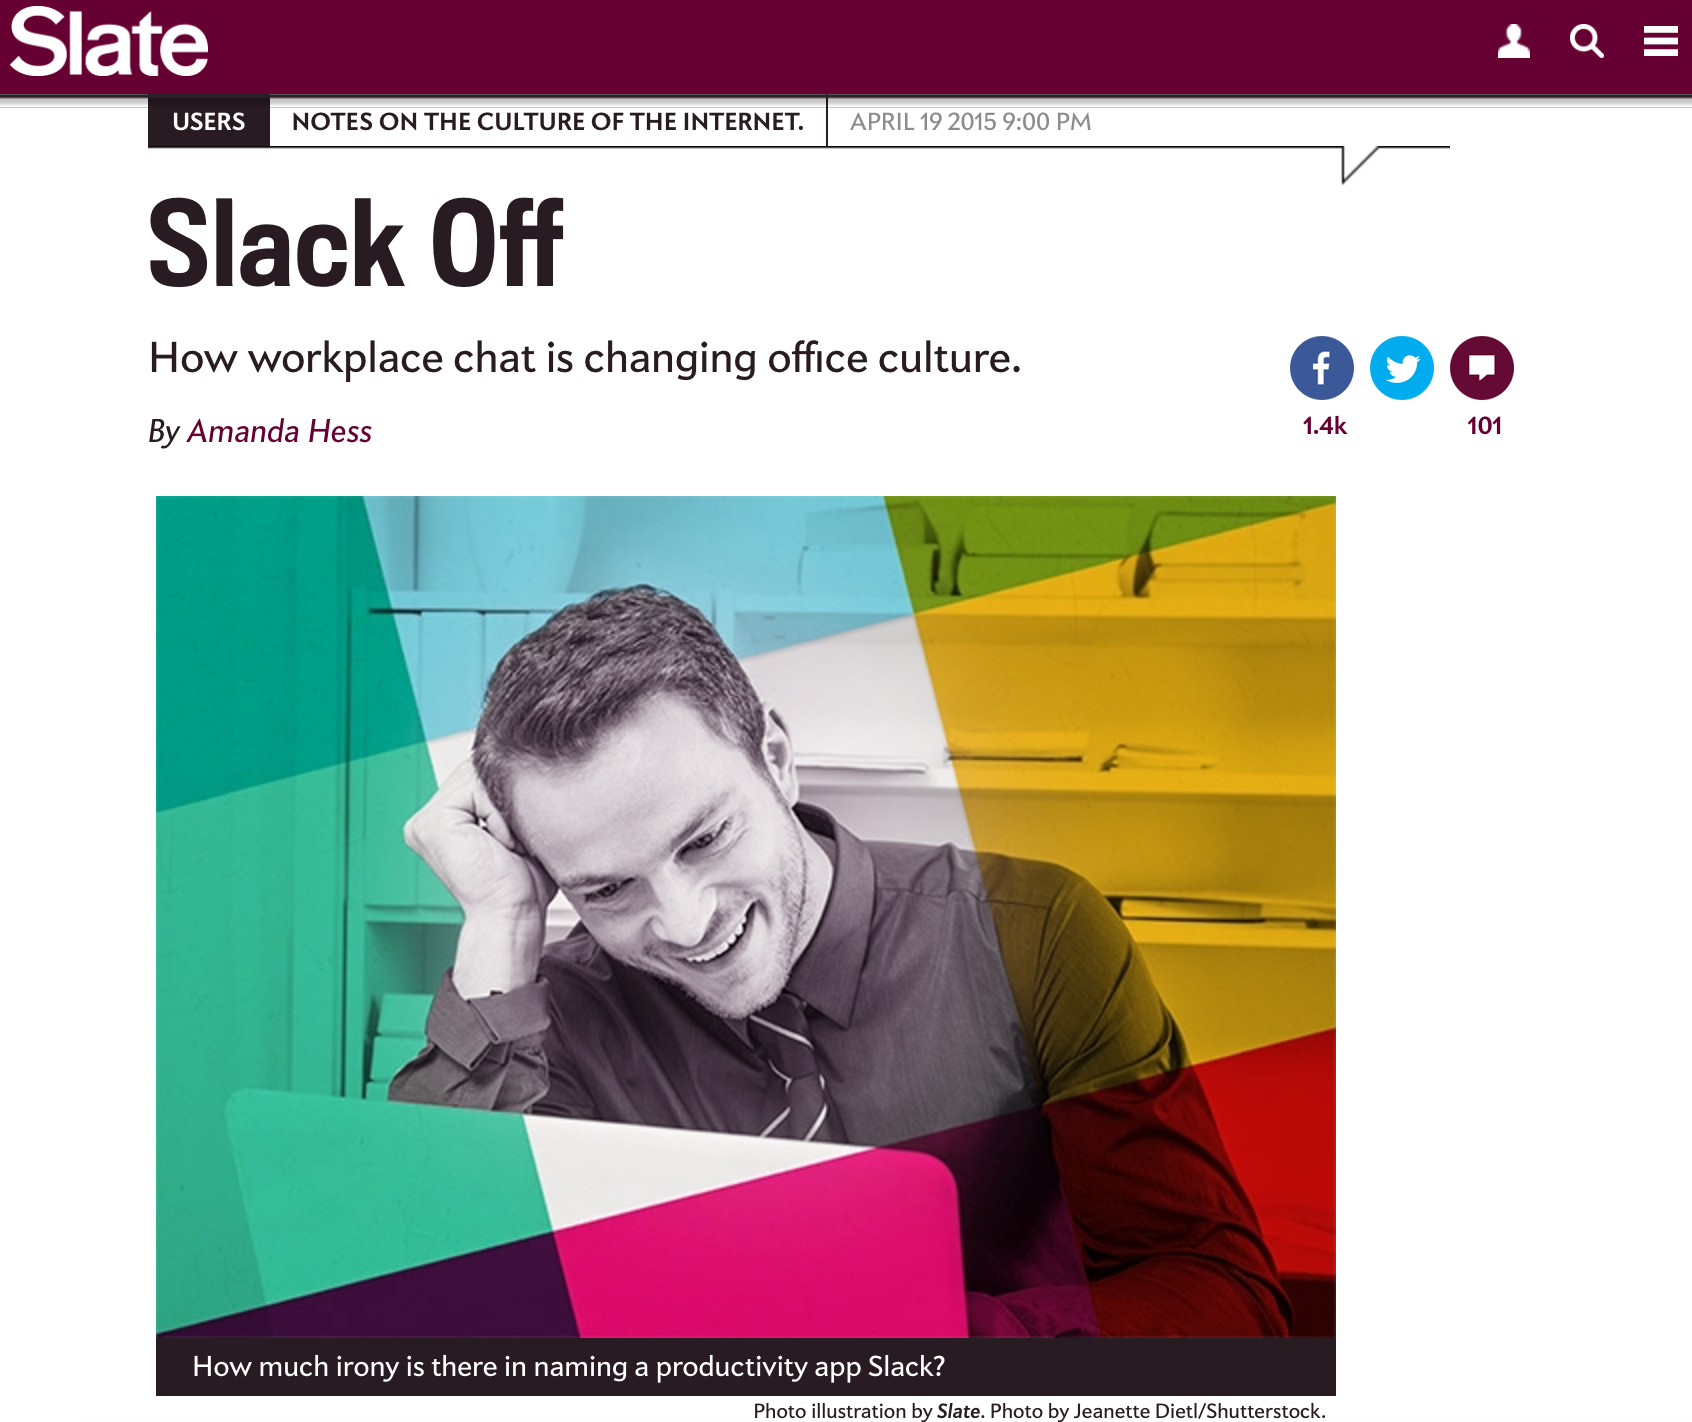 Slate
USERS
NOTES ON THE CULTURE OF THE INTERNET.
APRIL 19 2015 9:00 PM
Slack Off
How workplace chat is changing office culture.
By Amanda Hess
1.4k
101
How much irony is there in naming a productivity app Slack?
Photo illustration by Slate. Photo by Jeanette Dietl/Shutterstock.